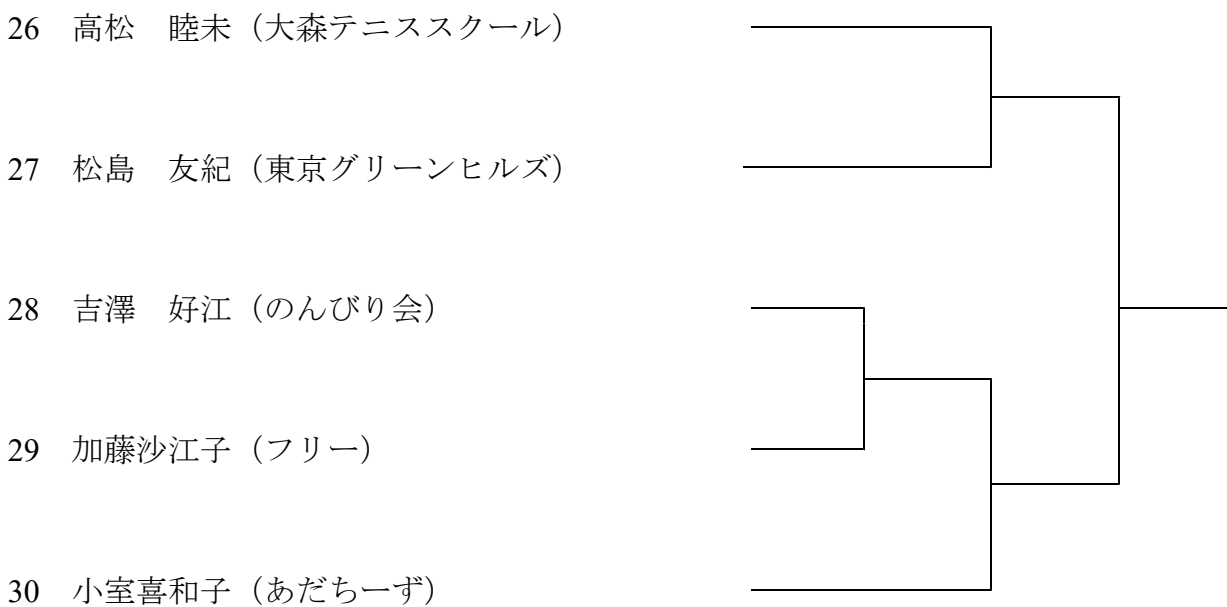 26　高松　睦未（大森テニススクール）
27　松島　友紀（東京グリーンヒルズ）
28　吉澤　好江（のんびり会）
29　加藤沙江子（フリー）
30　小室喜和子（あだちーず）